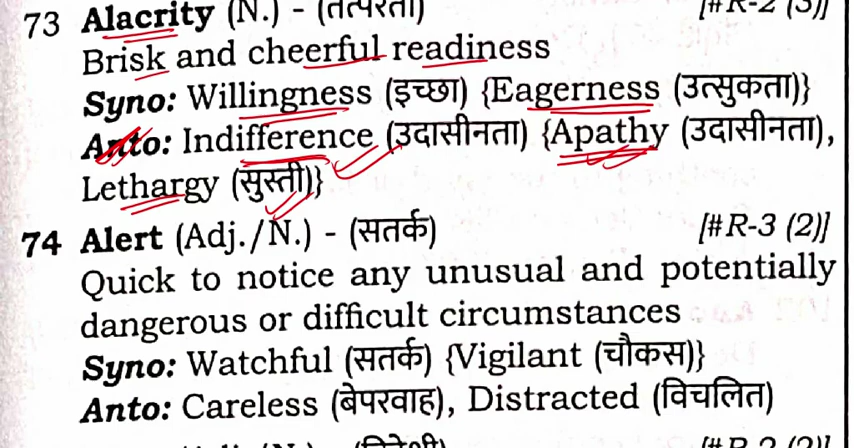 73 Alacrity (N.) - (तत्परता) [#R-2 (3)]
Brisk and cheerful readiness
Syno: Willingness (इच्छा) {Eagerness (उत्सुकता)}
Anto: Indifference (उदासीनता) {Apathy (उदासीनता),
Lethargy (सुस्ती)}
74 Alert (Adj./N.) - (सतर्क) [#R-3 (2)]
Quick to notice any unusual and potentially
dangerous or difficult circumstances
Syno: Watchful (सतर्क) {Vigilant (चौकस)}
Anto: Careless (बेपरवाह), Distracted (विचलित)